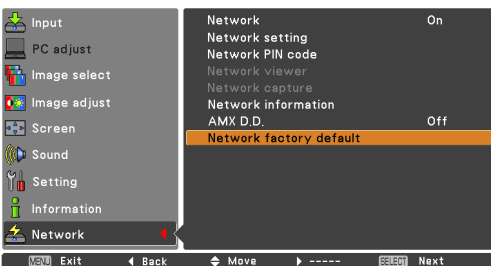 Input
PC adjust
Image select
Image adjust
Screen
Sound
Setting
Information
Network
Network On
Network setting
Network PIN code
Network viewer
Network capture
Network information
AMX D.D. Off
Network factory default
MENU Exit Back Move ----- SELECT Next